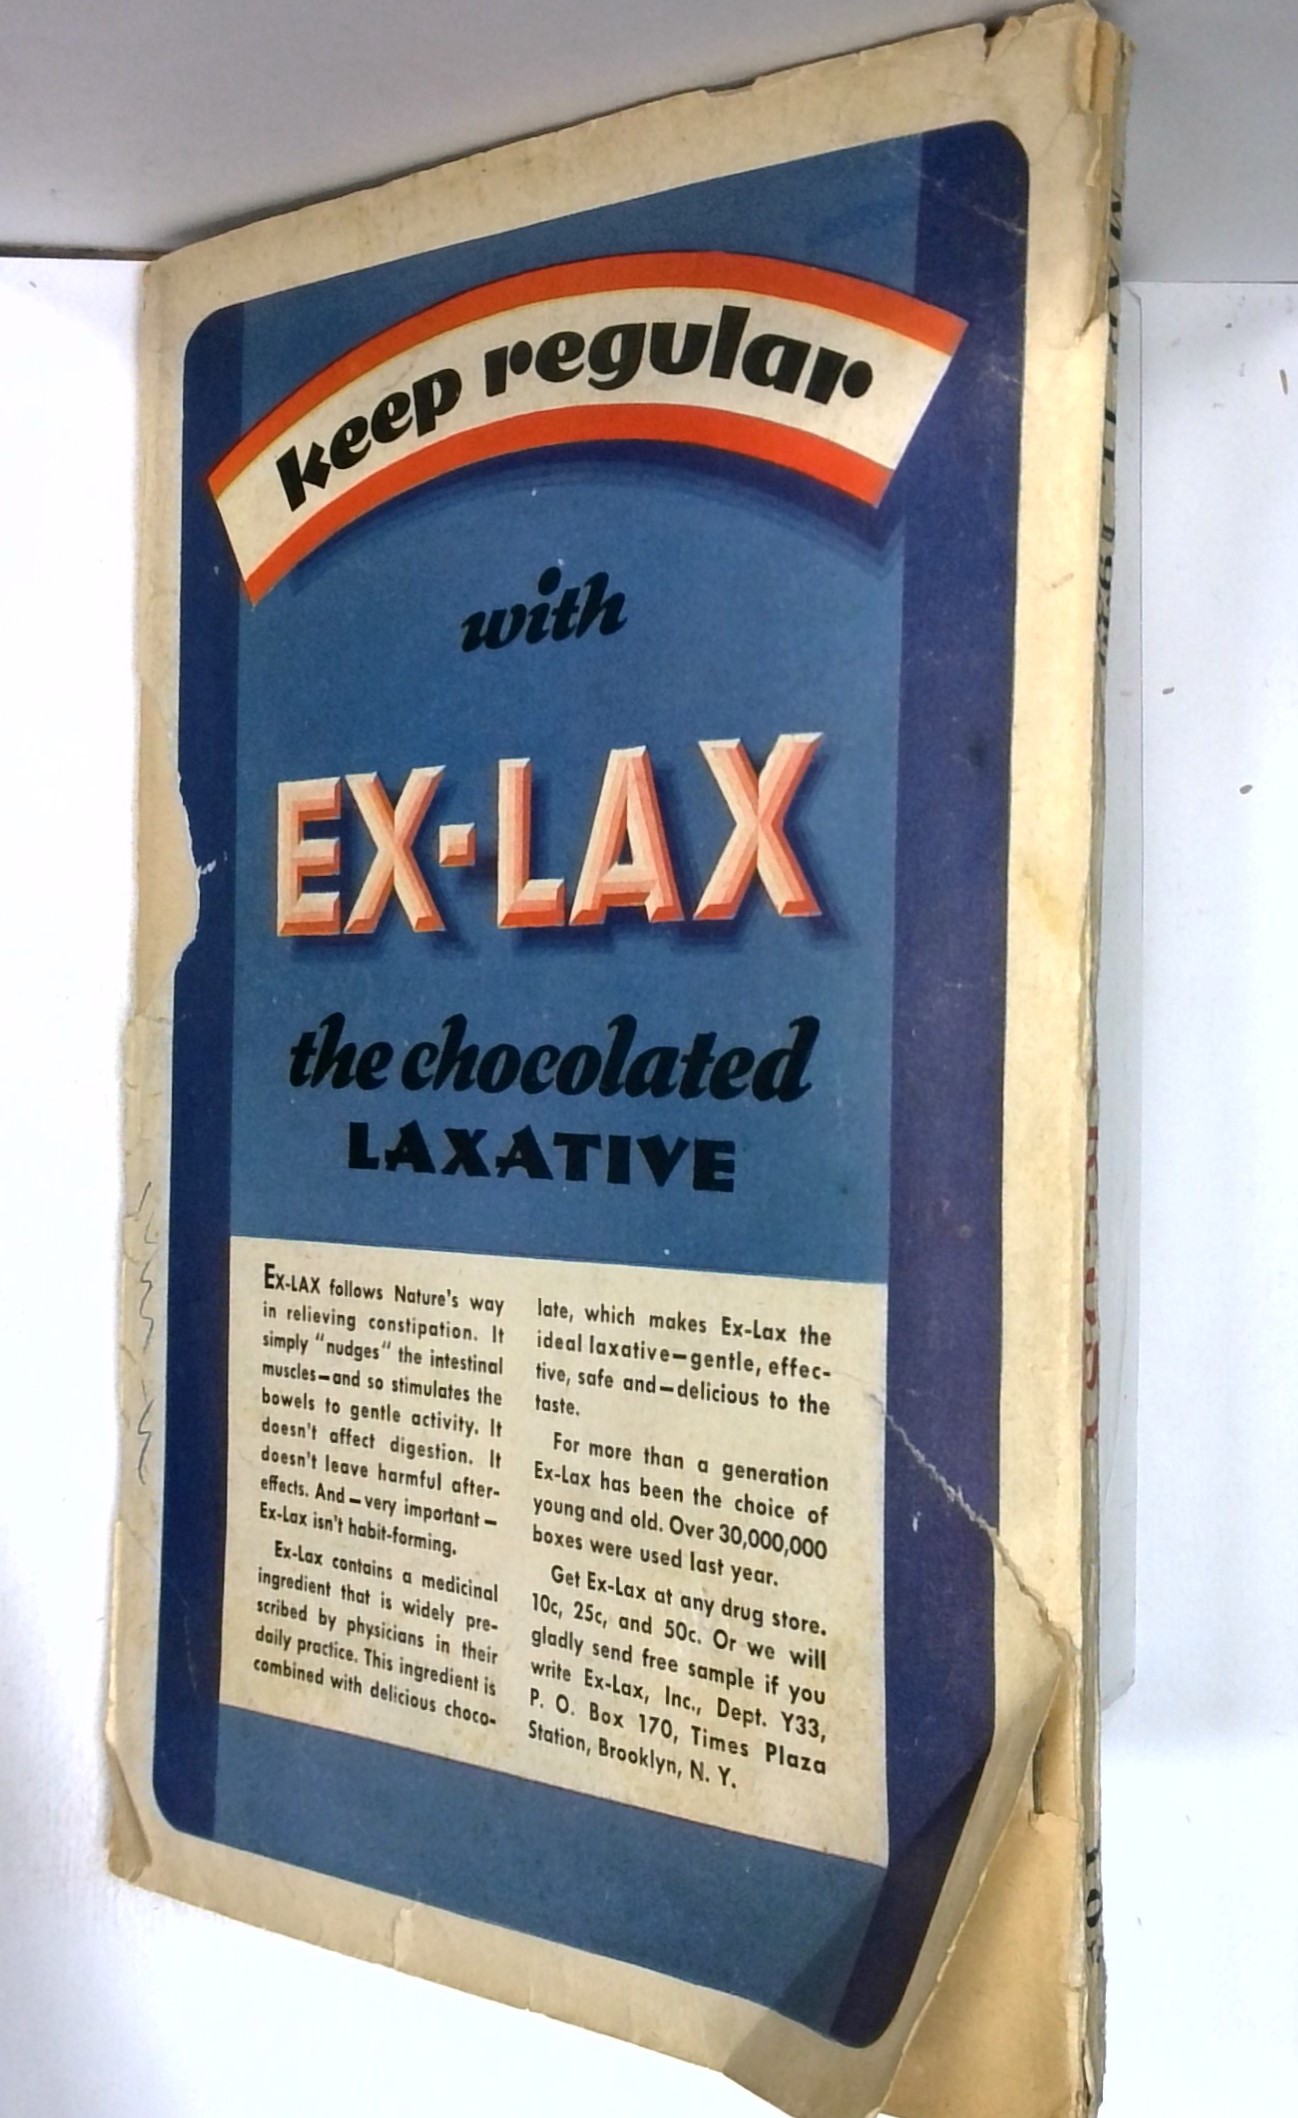 keep regular
with
EX-LAX
the chocolated
LAXATIVE
EX-LAX follows Nature's way
in relieving constipation. It
simply "nudges" the intestinal
muscles—and so stimulates the
bowels to gentle activity. It
doesn't affect digestion. It
doesn't leave harmful after-
effects. And—very important—
Ex-Lax isn't habit-forming.
Ex-Lax contains a medicinal
ingredient that is widely pre-
scribed by physicians in their
daily practice. This ingredient is
combined with delicious choco-
late, which makes Ex-Lax the
ideal laxative—gentle, effec-
tive, safe and—delicious to the
taste.
For more than a generation
Ex-Lax has been the choice of
young and old. Over 30,000,000
boxes were used last year.
Get Ex-Lax at any drug store.
10c, 25c, and 50c. Or we will
gladly send free sample if you
write Ex-Lax, Inc., Dept. Y33,
P. O. Box 170, Times Plaza
Station, Brooklyn, N. Y.